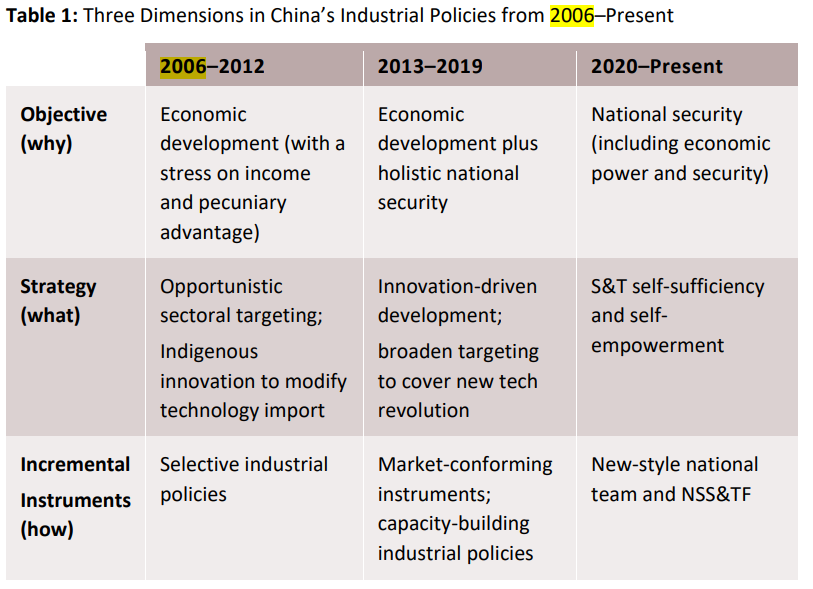 Table 1: Three Dimensions in China's Industrial Policies from 2006–Present
2006–2012
2013–2019
2020–Present
Objective
(why)
Economic
development (with a
stress on income
and pecuniary
advantage)
Economic
development plus
holistic national
security
National security
(including economic
power and security)
Strategy
(what)
Opportunistic
sectoral targeting;
Indigenous
innovation to modify
technology import
Innovation-driven
development;
broaden targeting
to cover new tech
revolution
S&T self-sufficiency
and self-
empowerment
Incremental
Instruments
(how)
Selective industrial
policies
Market-conforming
instruments;
capacity-building
industrial policies
New-style national
team and NSS&TF